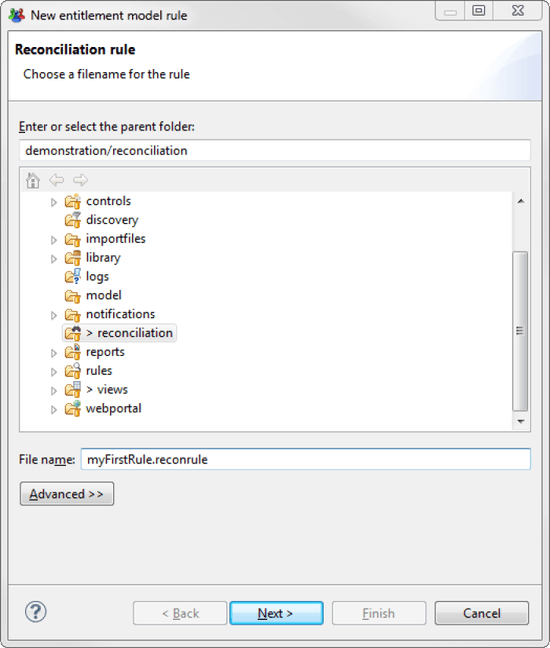 New entitlement model rule
Reconciliation rule
Choose a filename for the rule
Enter or select the parent folder:
demonstration/reconciliation
controls
discovery
importfiles
library
logs
model
notifications
> reconciliation
reports
rules
> views
webportal
File name: myFirstRule.reconrule
Advanced >>
? < Back Next > Finish Cancel